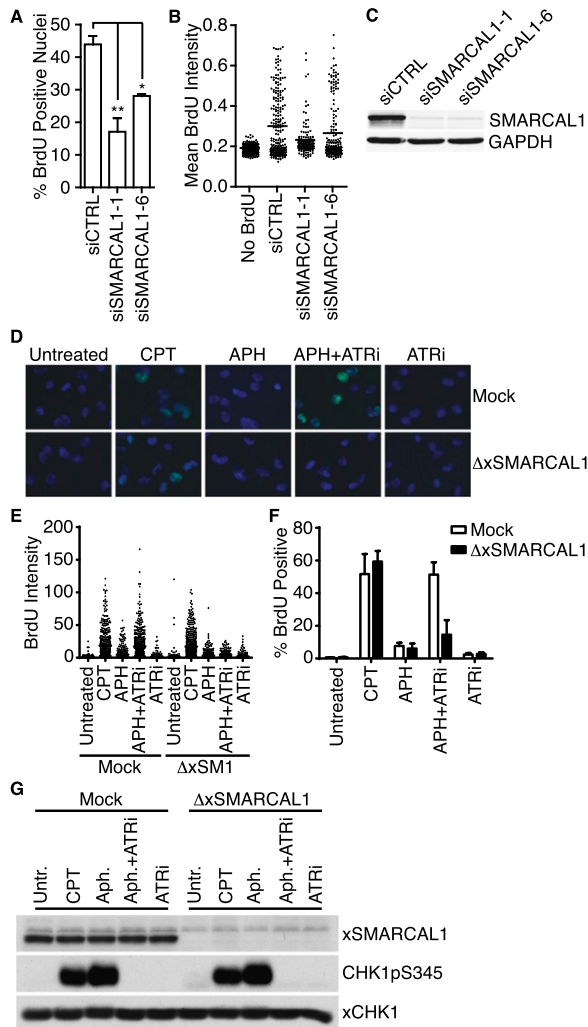 A
% BrdU Positive Nuclei
50
40
30
20
10
0
**
*
siCTRL
siSMARCAL1-1
siSMARCAL1-6
B
Mean BrdU Intensity
0.8
0.6
0.4
0.2
0.0
No BrdU
siCTRL
siSMARCAL1-1
siSMARCAL1-6
C
siCTRL
siSMARCAL1-1
siSMARCAL1-6
SMARCAL1
GAPDH
D
Untreated CPT APH APH+ATRi ATRi
Mock
ΔxSMARCAL1
E
BrdU Intensity
200
150
100
50
0
Untreated
CPT
APH
APH+ATRi
ATRi
Untreated
CPT
APH
APH+ATRi
ATRi
Mock ΔxSM1
F
% BrdU Positive
80
60
40
20
0
Mock
ΔxSMARCAL1
Untreated
CPT
APH
APH+ATRi
ATRi
G
Mock ΔxSMARCAL1
Untr.
CPT
Aph.
Aph.+ATRi
ATRi
Untr.
CPT
Aph.
Aph.+ATRi
ATRi
xSMARCAL1
CHK1pS345
xCHK1